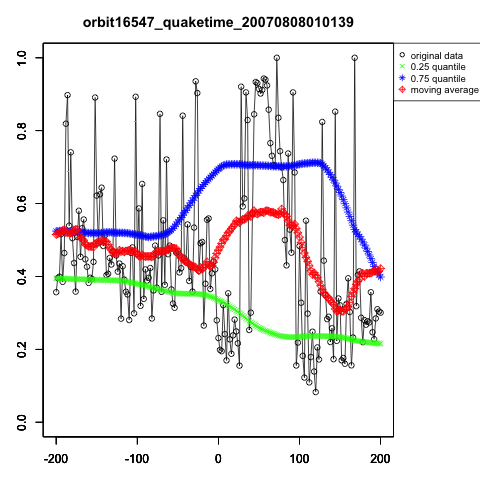 orbit16547_quaketime_20070808010139
original data
0.25 quantile
0.75 quantile
moving average
1.0
0.8
0.6
0.4
0.2
0.0
-200 -100 0 100 200